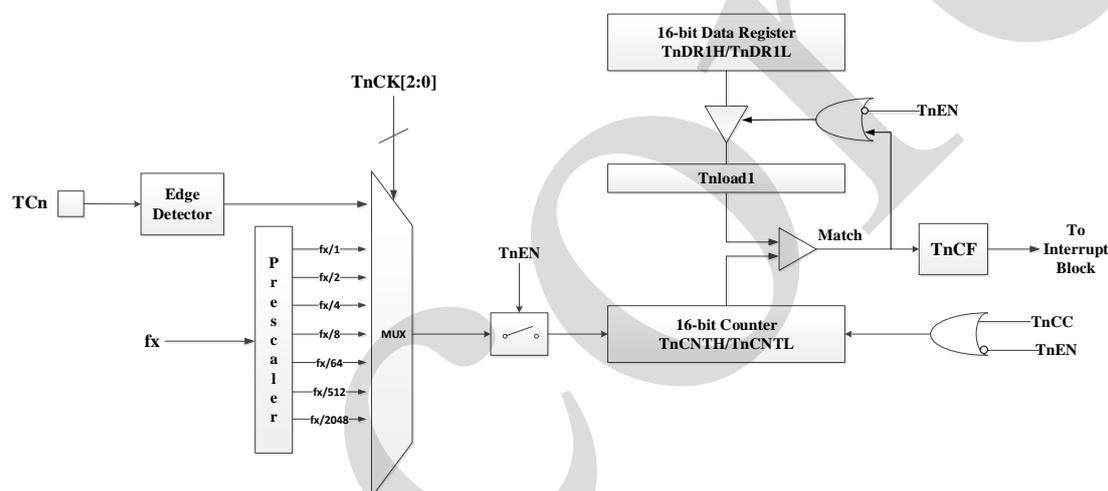 16-bit Data Register
TnDR1H/TnDR1L
TnCK[2:0]
TnEN
Tnload1
TCn
Edge
Detector
Match
TnCF
To
Interrupt
Block
P
r
e
s
c
a
l
e
r
fx/1
fx/2
fx/4
fx/8
fx/64
fx/512
fx/2048
fx
MUX
TnEN
16-bit Counter
TnCNTH/TnCNTL
TnCC
TnEN